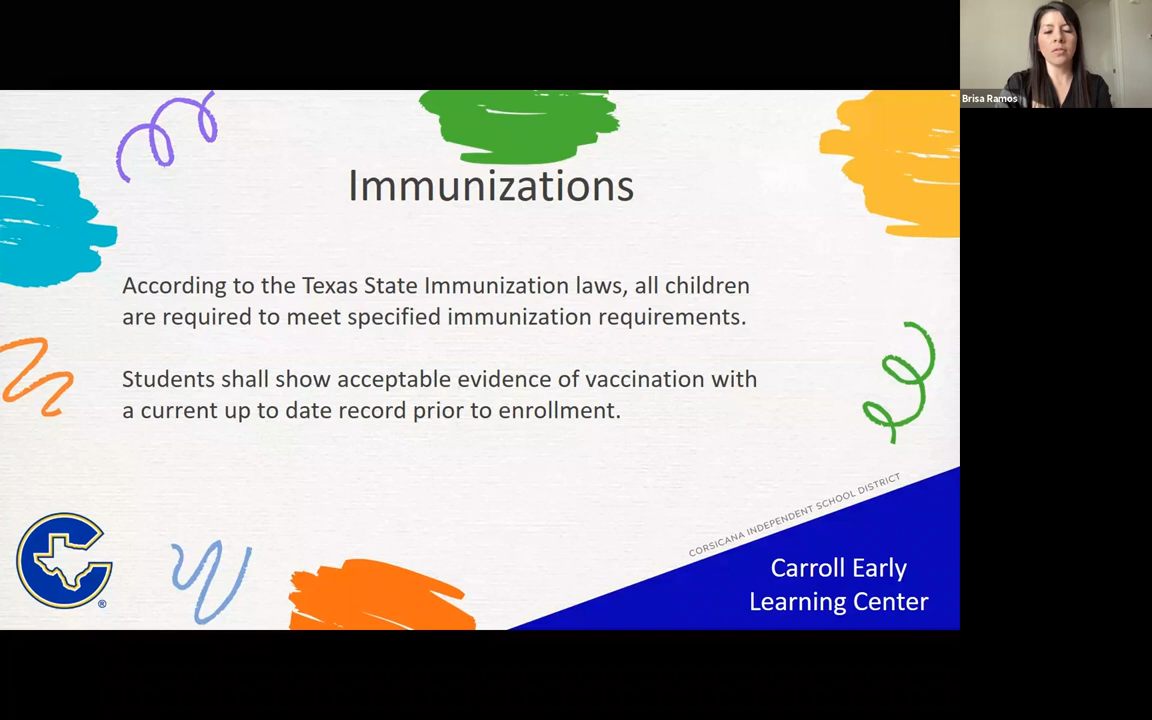 Brisa Ramos
Immunizations
According to the Texas State Immunization laws, all children
are required to meet specified immunization requirements.
Students shall show acceptable evidence of vaccination with
a current up to date record prior to enrollment.
CORSICANA INDEPENDENT SCHOOL DISTRICT
Carroll Early
Learning Center
®